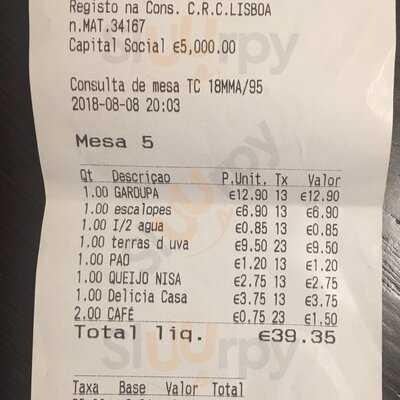 Registo na Cons. C.R.C.LISBOA
n.MAT.34167
Capital Social €5,000.00
Consulta de mesa TC 18MMA/95
2018-08-08 20:03
Mesa 5
Qt Descriçao P.Unit. Tx Valor
1.00 GAROUPA €12.90 13 €12.90
1.00 escalopes €6.90 13 €6.90
1.00 I/2 agua €0.85 13 €0.85
1.00 terras d uva €9.50 23 €9.50
1.00 PAO €1.20 13 €1.20
1.00 QUEIJO NISA €2.75 13 €2.75
1.00 Delicia Casa €3.75 13 €3.75
2.00 CAFÉ €0.75 23 €1.50
Total liq. €39.35
Taxa Base Valor Total